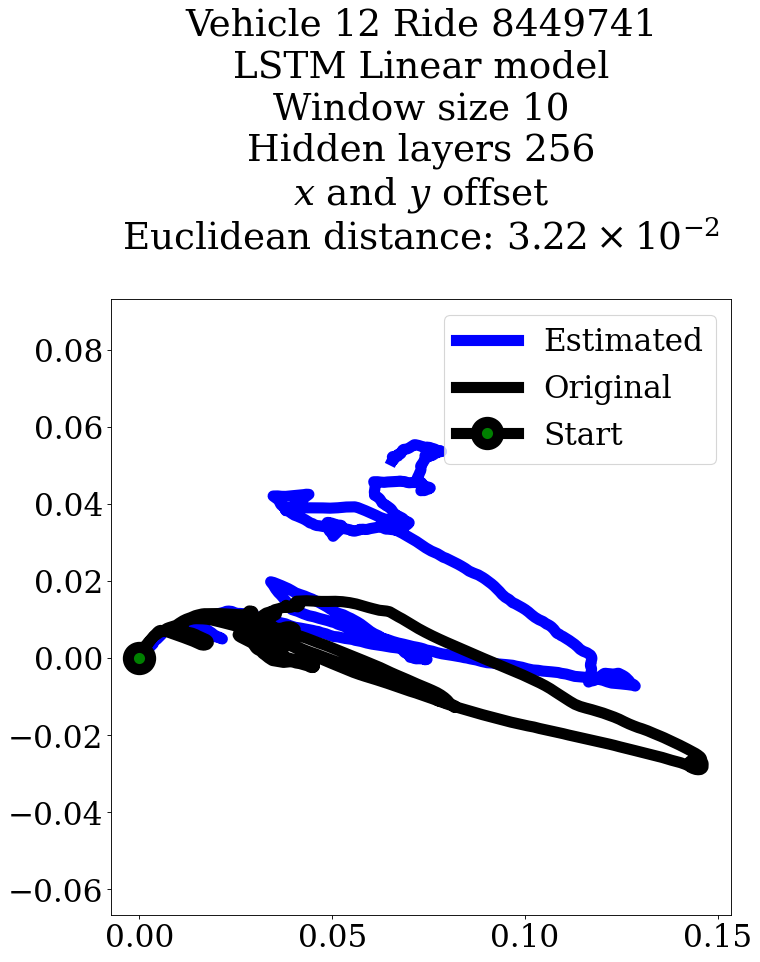 Vehicle 12 Ride 8449741
LSTM Linear model
Window size 10
Hidden layers 256
x and y offset
Euclidean distance: 3.22 × 10⁻²
Estimated
Original
Start
0.08
0.06
0.04
0.02
0.00
−0.02
−0.04
−0.06
0.00 0.05 0.10 0.15